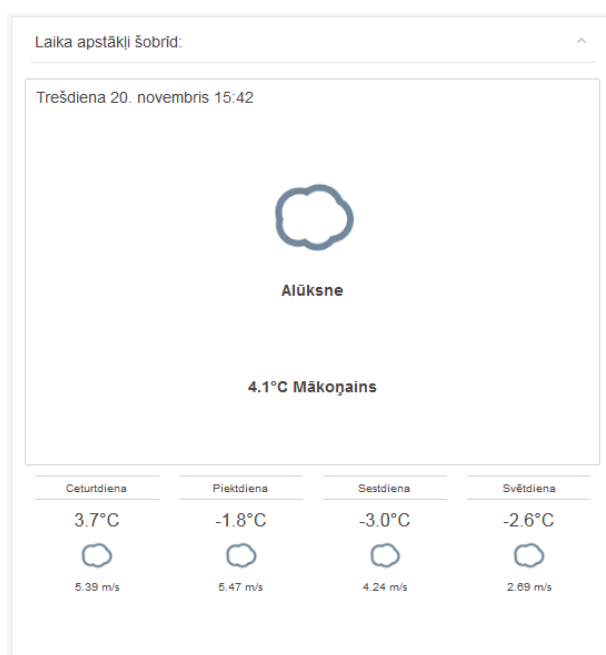 Laika apstākļi šobrīd:
Trešdiena 20. novembris 15:42
Alūksne
4.1°C Mākoņains
Ceturtdiena Piektdiena Sestdiena Svētdiena
3.7°C -1.8°C -3.0°C -2.6°C
5.39 m/s 5.47 m/s 4.24 m/s 2.69 m/s